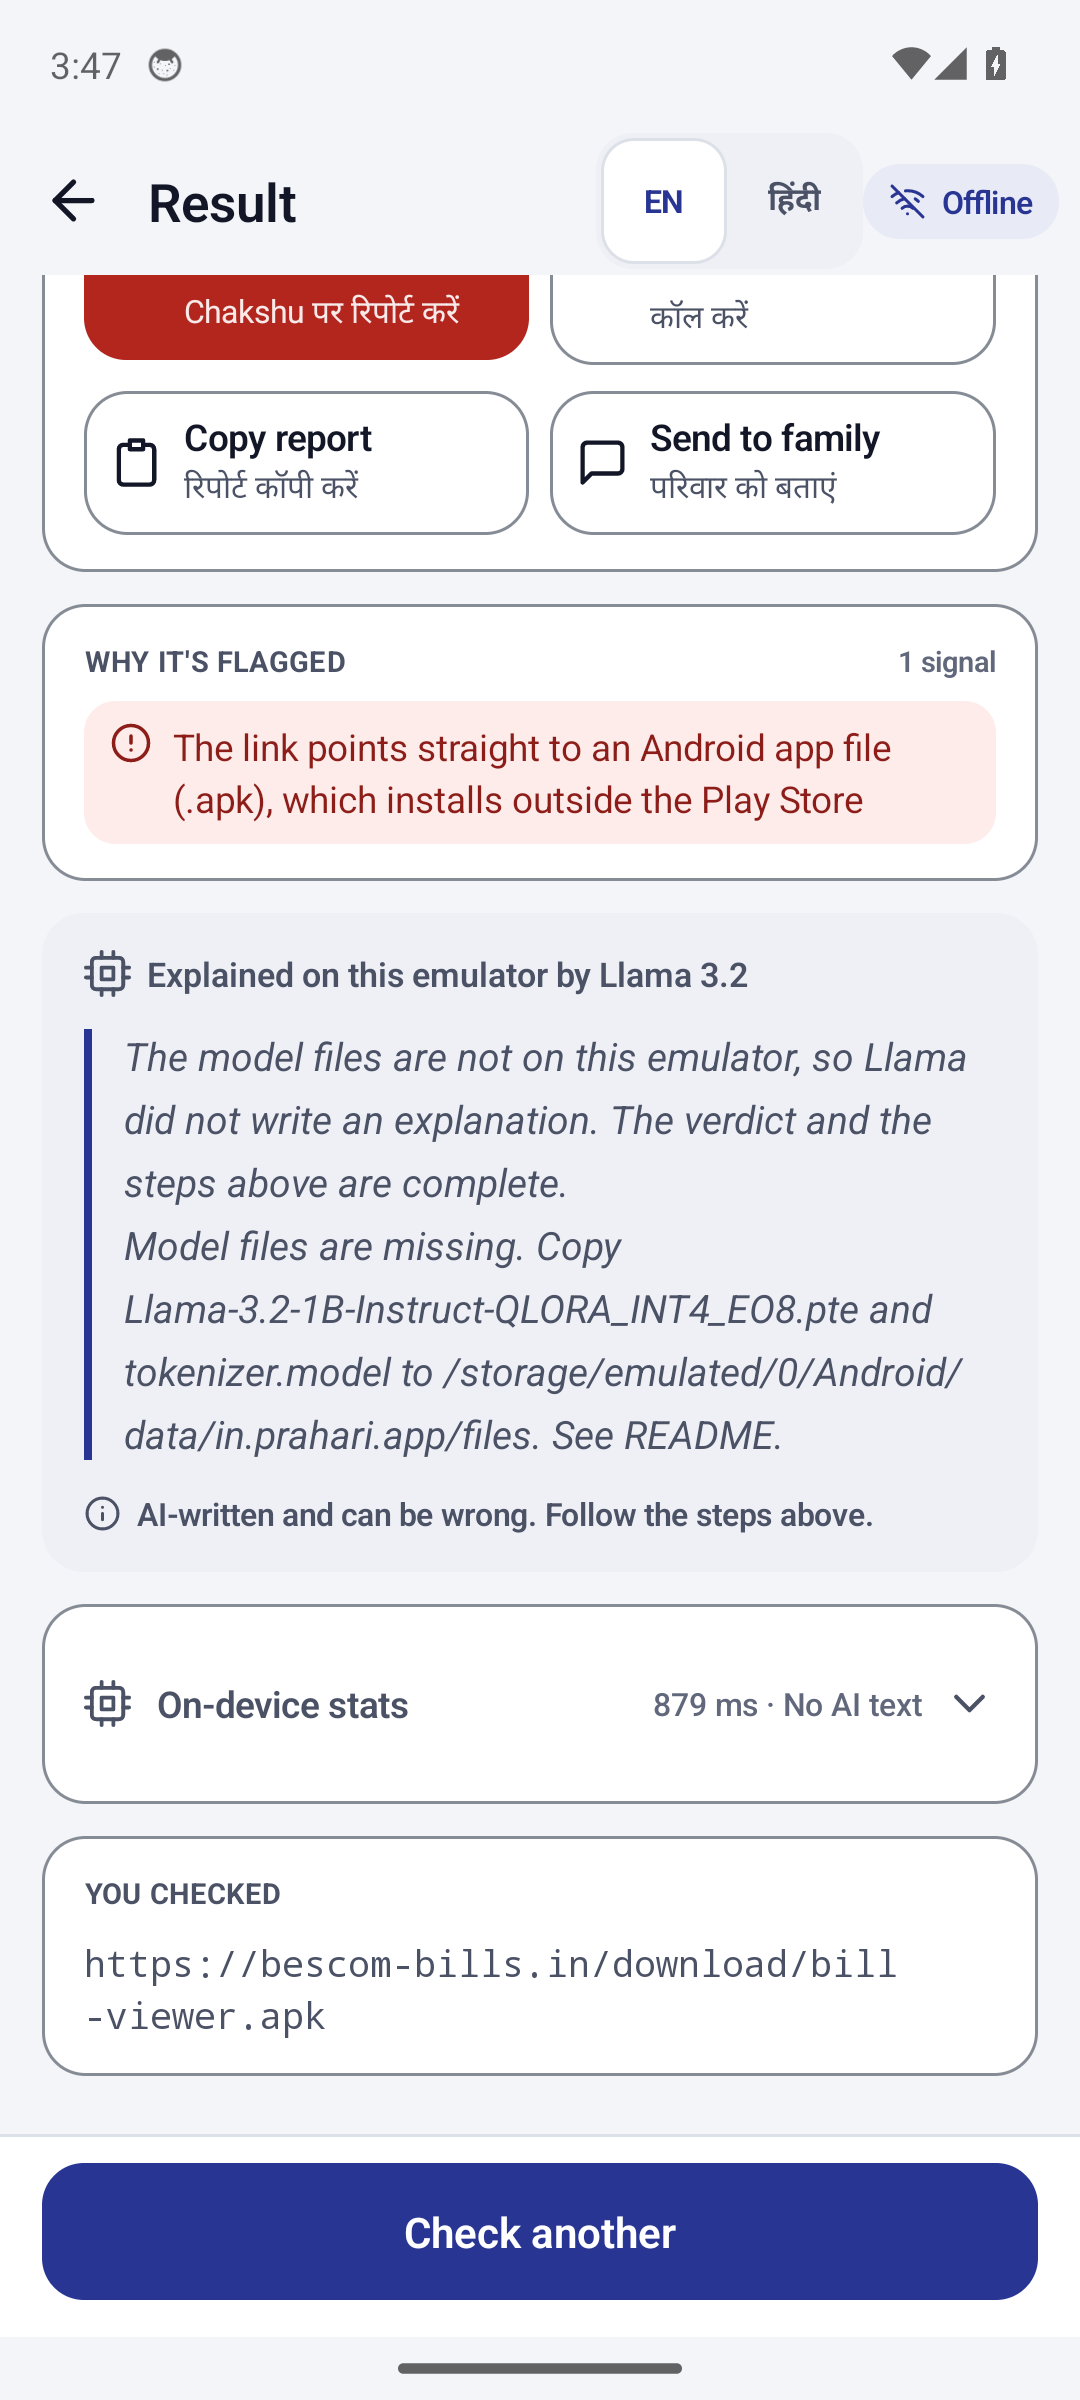 3:47
Result
EN
हिंदी
Offline
Chakshu पर रिपोर्ट करें
कॉल करें
Copy report
रिपोर्ट कॉपी करें
Send to family
परिवार को बताएं
WHY IT'S FLAGGED
1 signal
The link points straight to an Android app file
(.apk), which installs outside the Play Store
Explained on this emulator by Llama 3.2
The model files are not on this emulator, so Llama
did not write an explanation. The verdict and the
steps above are complete.
Model files are missing. Copy
Llama-3.2-1B-Instruct-QLORA_INT4_EO8.pte and
tokenizer.model to /storage/emulated/0/Android/
data/in.prahari.app/files. See README.
AI-written and can be wrong. Follow the steps above.
On-device stats
879 ms · No AI text
YOU CHECKED
https://bescom-bills.in/download/bill
-viewer.apk
Check another